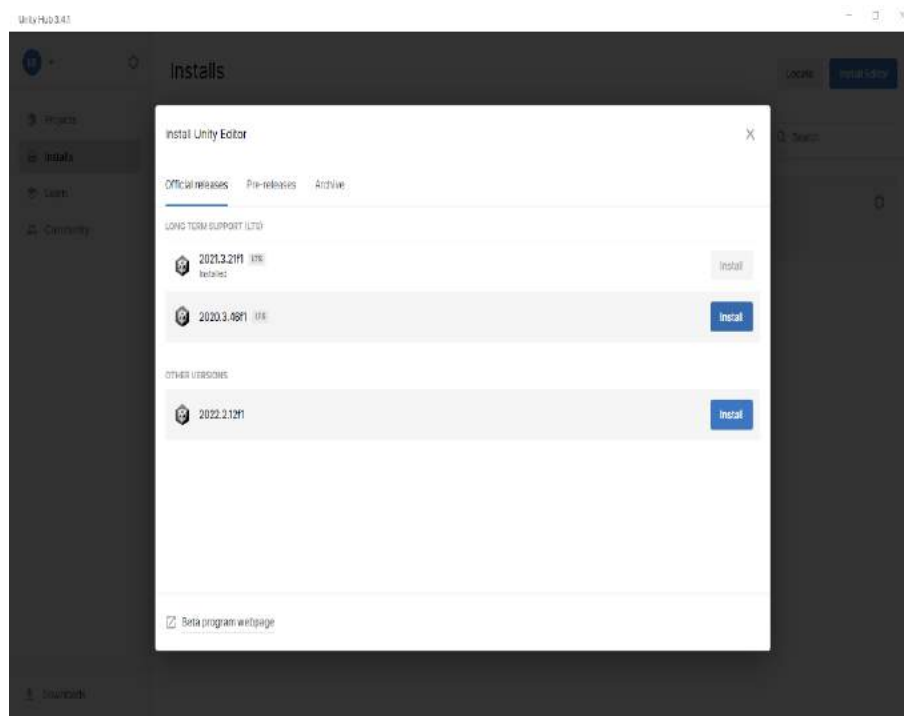 Unity Hub 3.4.1
Installs
Locate
Install Editor
Projects
Installs
Learn
Community
Search
Install Unity Editor
X
Official releases Pre-releases Archive
LONG TERM SUPPORT (LTS)
2021.3.21f1 LTS
Installed
Install
2020.3.46f1 LTS
Install
OTHER VERSIONS
2022.2.12f1
Install
Beta program webpage
Downloads